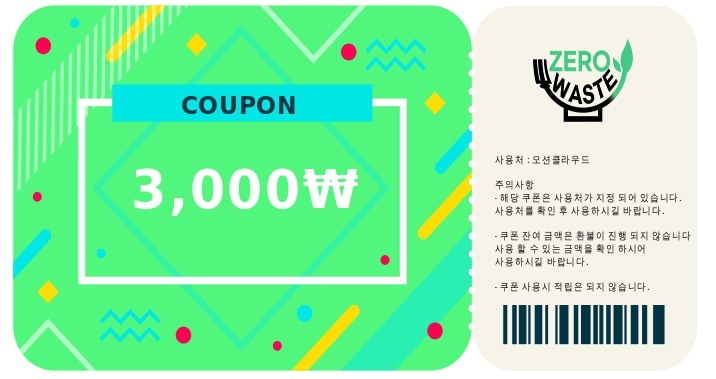 COUPON
3,000₩
ZERO
WASTE
사용처 : 오션클라우드
주의사항
- 해당 쿠폰은 사용처가 지정 되어 있습니다.
사용처를 확인 후 사용하시길 바랍니다.
- 쿠폰 잔여 금액은 환불이 진행 되지 않습니다
사용 할 수 있는 금액을 확인 하시어
사용하시길 바랍니다.
- 쿠폰 사용시 적립은 되지 않습니다.